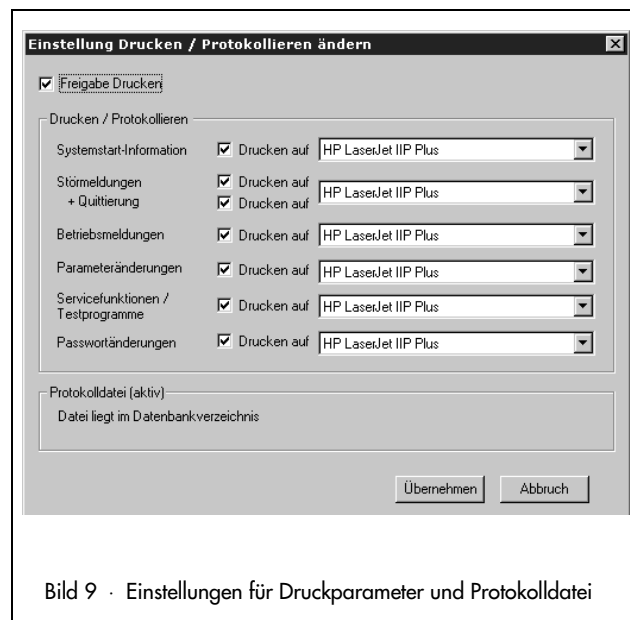 Einstellung Drucken / Protokollieren ändern
Freigabe Drucken
Drucken / Protokollieren
Systemstart-Information Drucken auf HP LaserJet IIP Plus
Störmeldungen Drucken auf HP LaserJet IIP Plus
+ Quittierung Drucken auf
Betriebsmeldungen Drucken auf HP LaserJet IIP Plus
Parameteränderungen Drucken auf HP LaserJet IIP Plus
Servicefunktionen /
Testprogramme Drucken auf HP LaserJet IIP Plus
Passwortänderungen Drucken auf HP LaserJet IIP Plus
Protokolldatei (aktiv)
Datei liegt im Datenbankverzeichnis
Übernehmen Abbruch
Bild 9 · Einstellungen für Druckparameter und Protokolldatei